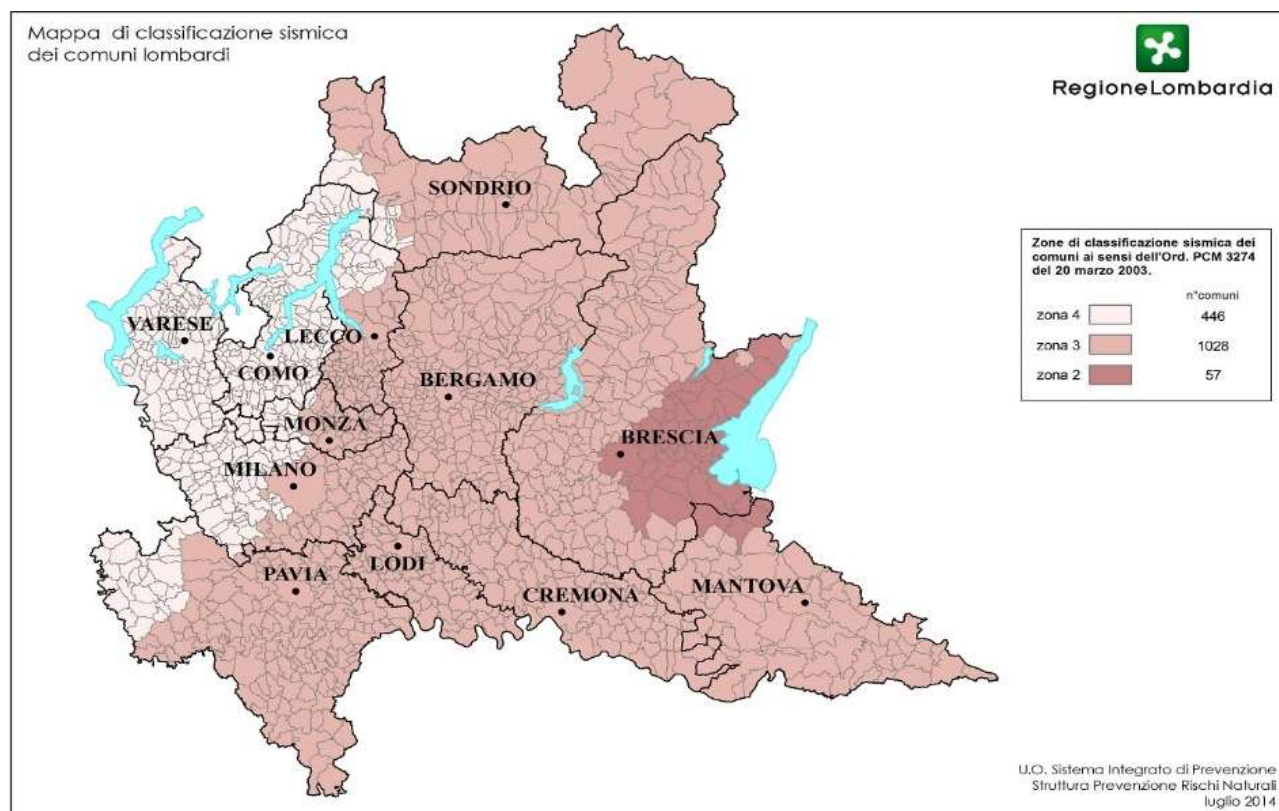 Mappa di classificazione sismica
dei comuni lombardi
RegioneLombardia
SONDRIO
VARESE
LECCO
COMO
BERGAMO
MONZA
BRESCIA
MILANO
PAVIA
LODI
CREMONA
MANTOVA
Zone di classificazione sismica dei
comuni ai sensi dell'Ord. PCM 3274
del 20 marzo 2003.
n°comuni
zona 4 446
zona 3 1028
zona 2 57
U.O. Sistema Integrato di Prevenzione
Struttura Prevenzione Rischi Naturali
luglio 2014